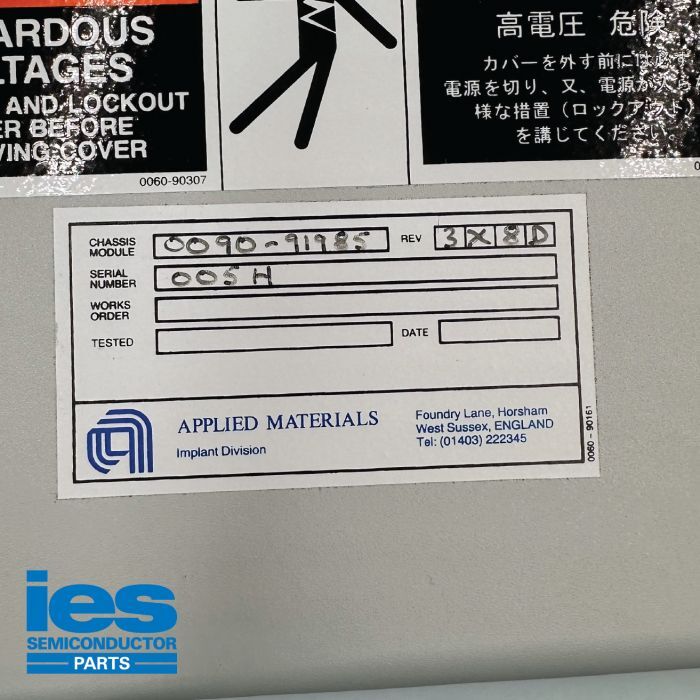 ARDOUS
LTAGES
AND LOCKOUT
ER BEFORE
VING COVER
0060-90307
高電圧 危険
カバーを外す前には必ず
電源を切り、又、電源が入ら
様な措置（ロックアウト）
を講じてください
CHASSIS MODULE 0090-91985 REV 3X8D
SERIAL NUMBER 005H
WORKS ORDER
TESTED DATE
APPLIED MATERIALS
Implant Division
Foundry Lane, Horsham
West Sussex, ENGLAND
Tel: (01403) 222345
0060 - 90161
ies
SEMICONDUCTOR
PARTS